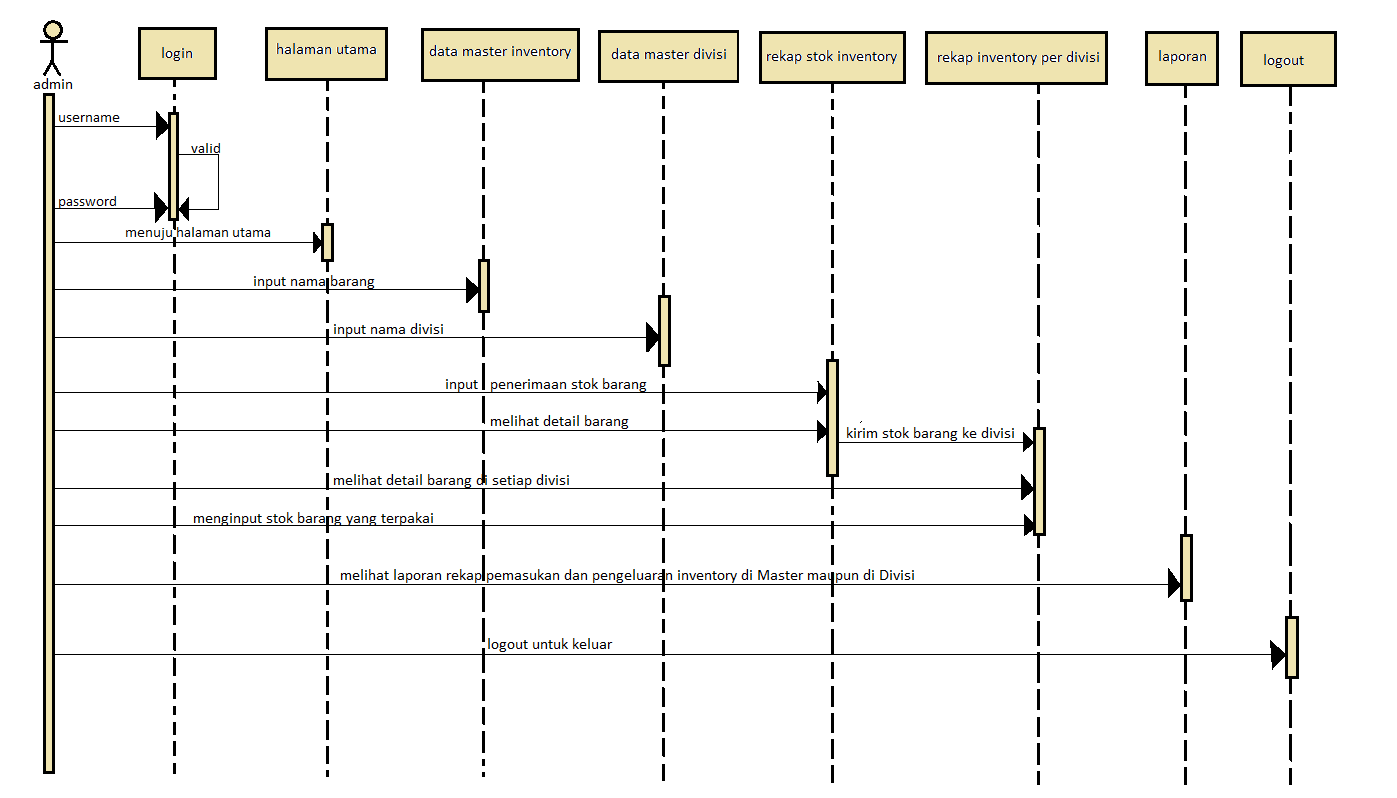 login
halaman utama
data master inventory
data master divisi
rekap stok inventory
rekap inventory per divisi
laporan
logout
admin
username
valid
password
menuju halaman utama
input nama barang
input nama divisi
input penerimaan stok barang
melihat detail barang
kirim stok barang ke divisi
melihat detail barang di setiap divisi
menginput stok barang yang terpakai
melihat laporan rekap pemasukan dan pengeluaran inventory di Master maupun di Divisi
logout untuk keluar